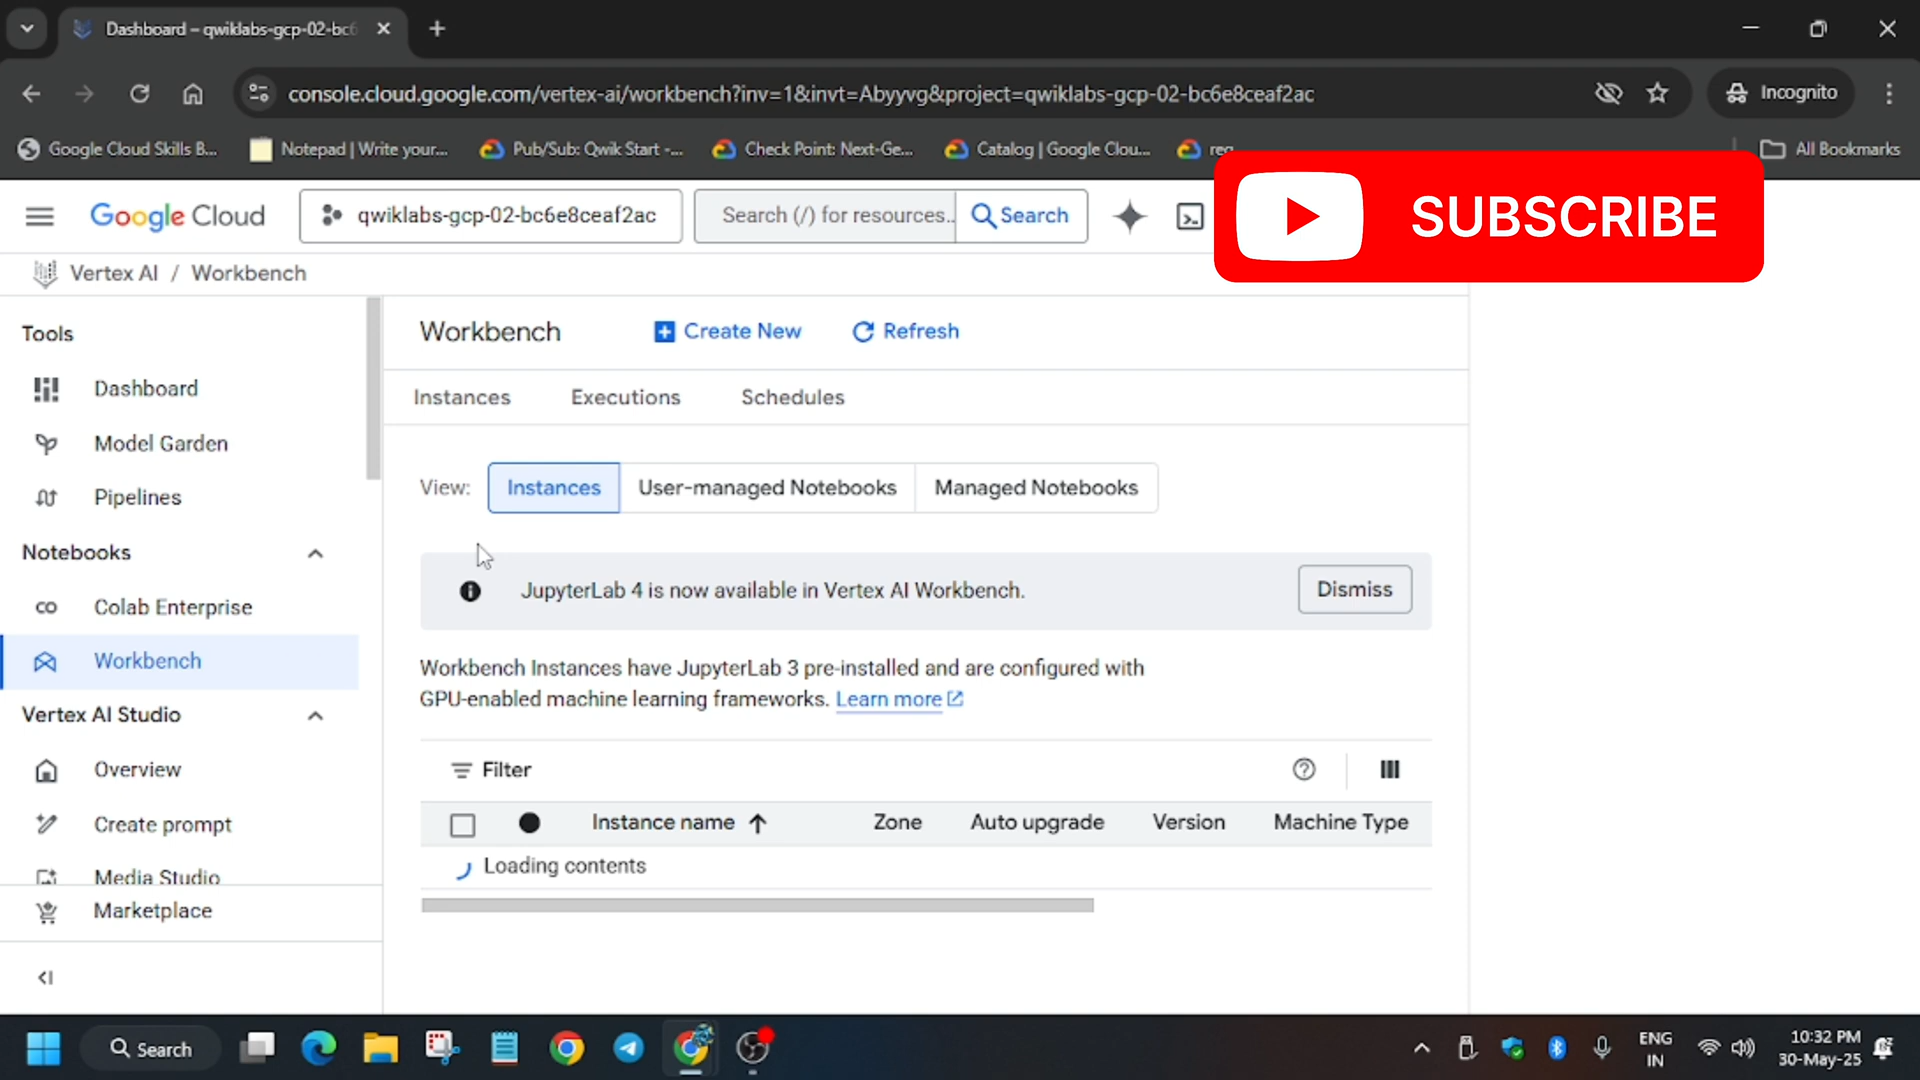 Dashboard – qwiklabs-gcp-02-bc6
console.cloud.google.com/vertex-ai/workbench?inv=1&invt=Abyyvg&project=qwiklabs-gcp-02-bc6e8ceaf2ac
Incognito
Google Cloud Skills B...
Notepad | Write your...
Pub/Sub: Qwik Start -...
Check Point: Next-Ge...
Catalog | Google Clou...
All Bookmarks
Google Cloud
qwiklabs-gcp-02-bc6e8ceaf2ac
Search (/) for resources...
Search
SUBSCRIBE
Vertex AI / Workbench
Tools
Dashboard
Model Garden
Pipelines
Notebooks
Colab Enterprise
Workbench
Vertex AI Studio
Overview
Create prompt
Media Studio
Marketplace
Workbench
Create New
Refresh
Instances
Executions
Schedules
View:
Instances
User-managed Notebooks
Managed Notebooks
JupyterLab 4 is now available in Vertex AI Workbench.
Dismiss
Workbench Instances have JupyterLab 3 pre-installed and are configured with
GPU-enabled machine learning frameworks. Learn more
Filter
Instance name
Zone
Auto upgrade
Version
Machine Type
Loading contents
Search
ENG
IN
10:32 PM
30-May-25